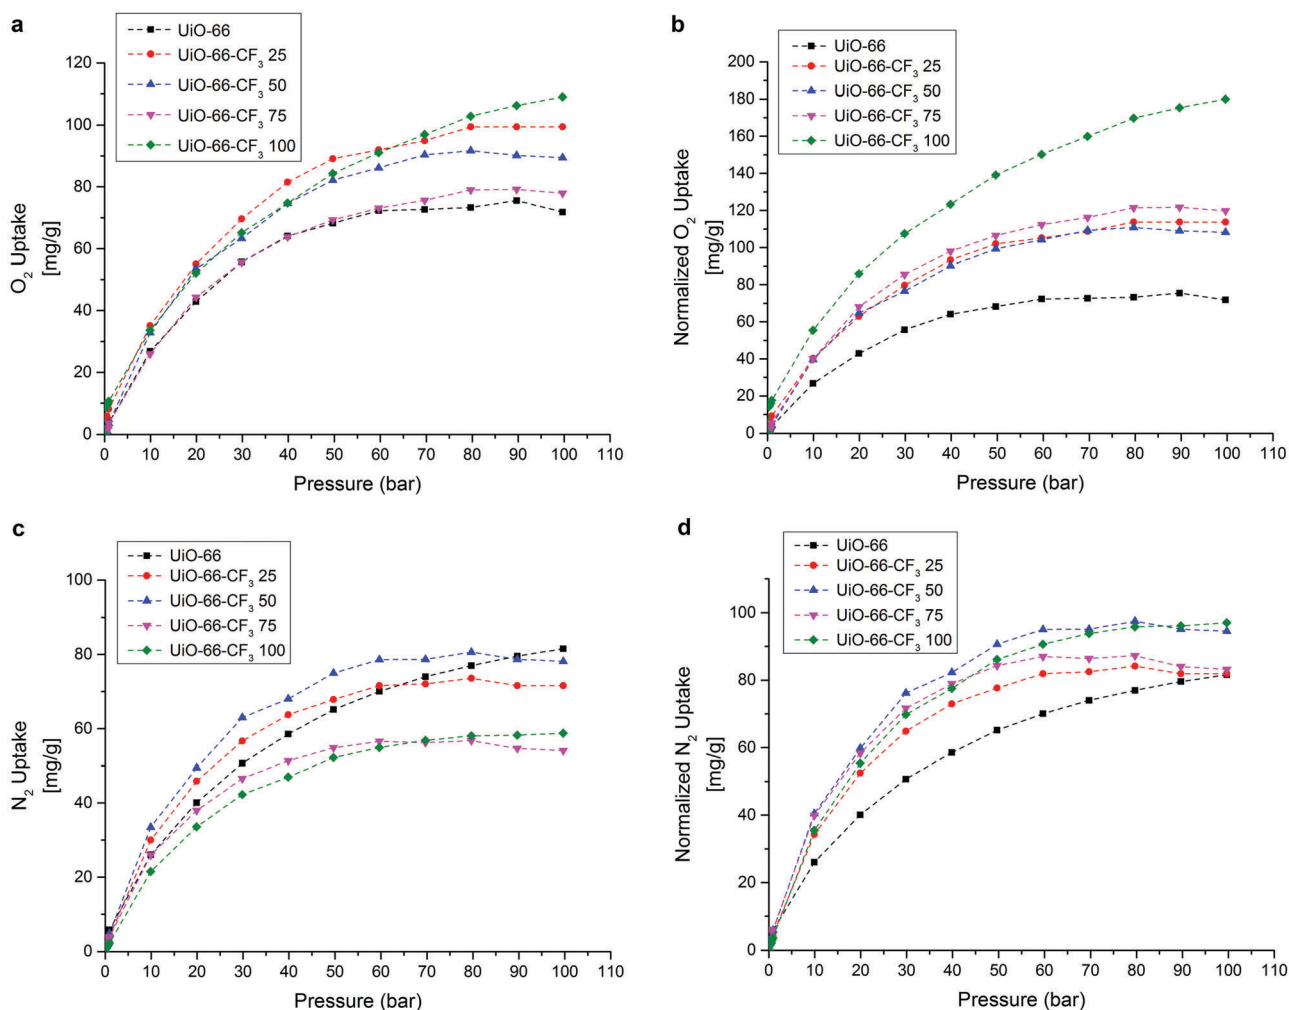 a
UiO-66
UiO-66-CF3 25
UiO-66-CF3 50
UiO-66-CF3 75
UiO-66-CF3 100
120
100
80
60
40
20
0
O2 Uptake
[mg/g]
0 10 20 30 40 50 60 70 80 90 100 110
Pressure (bar)
b
UiO-66
UiO-66-CF3 25
UiO-66-CF3 50
UiO-66-CF3 75
UiO-66-CF3 100
200
180
160
140
120
100
80
60
40
20
0
Normalized O2 Uptake
[mg/g]
0 10 20 30 40 50 60 70 80 90 100 110
Pressure (bar)
c
UiO-66
UiO-66-CF3 25
UiO-66-CF3 50
UiO-66-CF3 75
UiO-66-CF3 100
100
80
60
40
20
0
N2 Uptake
[mg/g]
0 10 20 30 40 50 60 70 80 90 100 110
Pressure (bar)
d
UiO-66
UiO-66-CF3 25
UiO-66-CF3 50
UiO-66-CF3 75
UiO-66-CF3 100
100
80
60
40
20
0
Normalized N2 Uptake
[mg/g]
0 10 20 30 40 50 60 70 80 90 100 110
Pressure (bar)